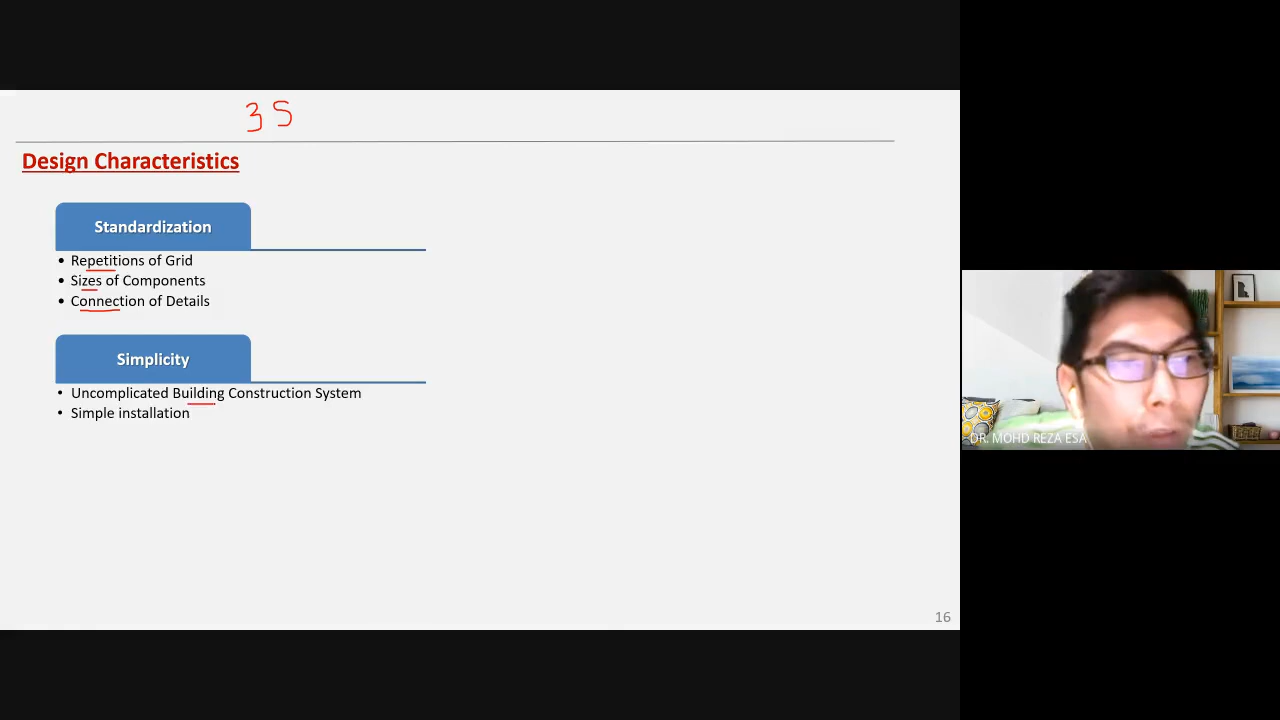 3 S
Design Characteristics
Standardization
• Repetitions of Grid
• Sizes of Components
• Connection of Details
Simplicity
• Uncomplicated Building Construction System
• Simple installation
DR. MOHD REZA ESA
16